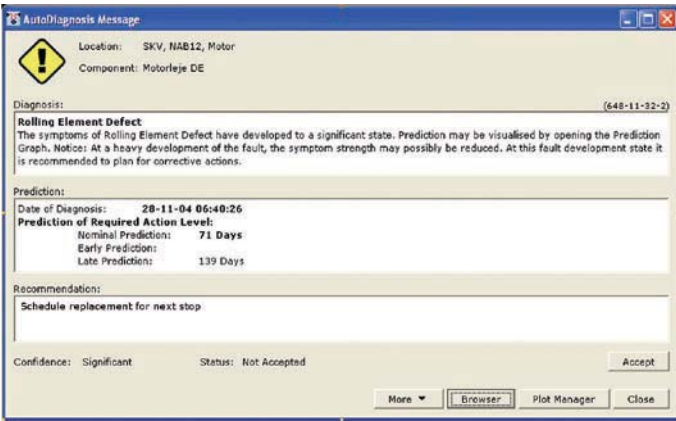 AutoDiagnosis Message
Location: SKV, NAB12, Motor
Component: Motorleje DE
Diagnosis: (648-11-32-2)
Rolling Element Defect
The symptoms of Rolling Element Defect have developed to a significant state. Prediction may be visualised by opening the Prediction
Graph. Notice: At a heavy development of the fault, the symptom strength may possibly be reduced. At this fault development state it
is recommended to plan for corrective actions.
Prediction:
Date of Diagnosis: 28-11-04 06:40:26
Prediction of Required Action Level:
Nominal Prediction: 71 Days
Early Prediction:
Late Prediction: 139 Days
Recommendation:
Schedule replacement for next stop
Confidence: Significant Status: Not Accepted Accept
More Browser Plot Manager Close